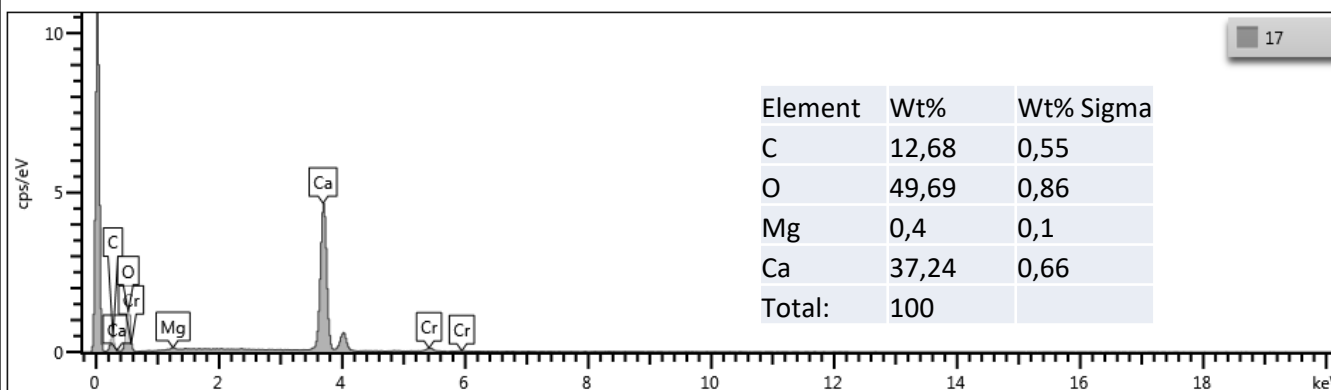 17
10
5
0
cps/eV
C
O
Cr
Ca
Mg
Ca
Cr
Cr
Element Wt% Wt% Sigma
C 12,68 0,55
O 49,69 0,86
Mg 0,4 0,1
Ca 37,24 0,66
Total: 100
0 2 4 6 8 10 12 14 16 18